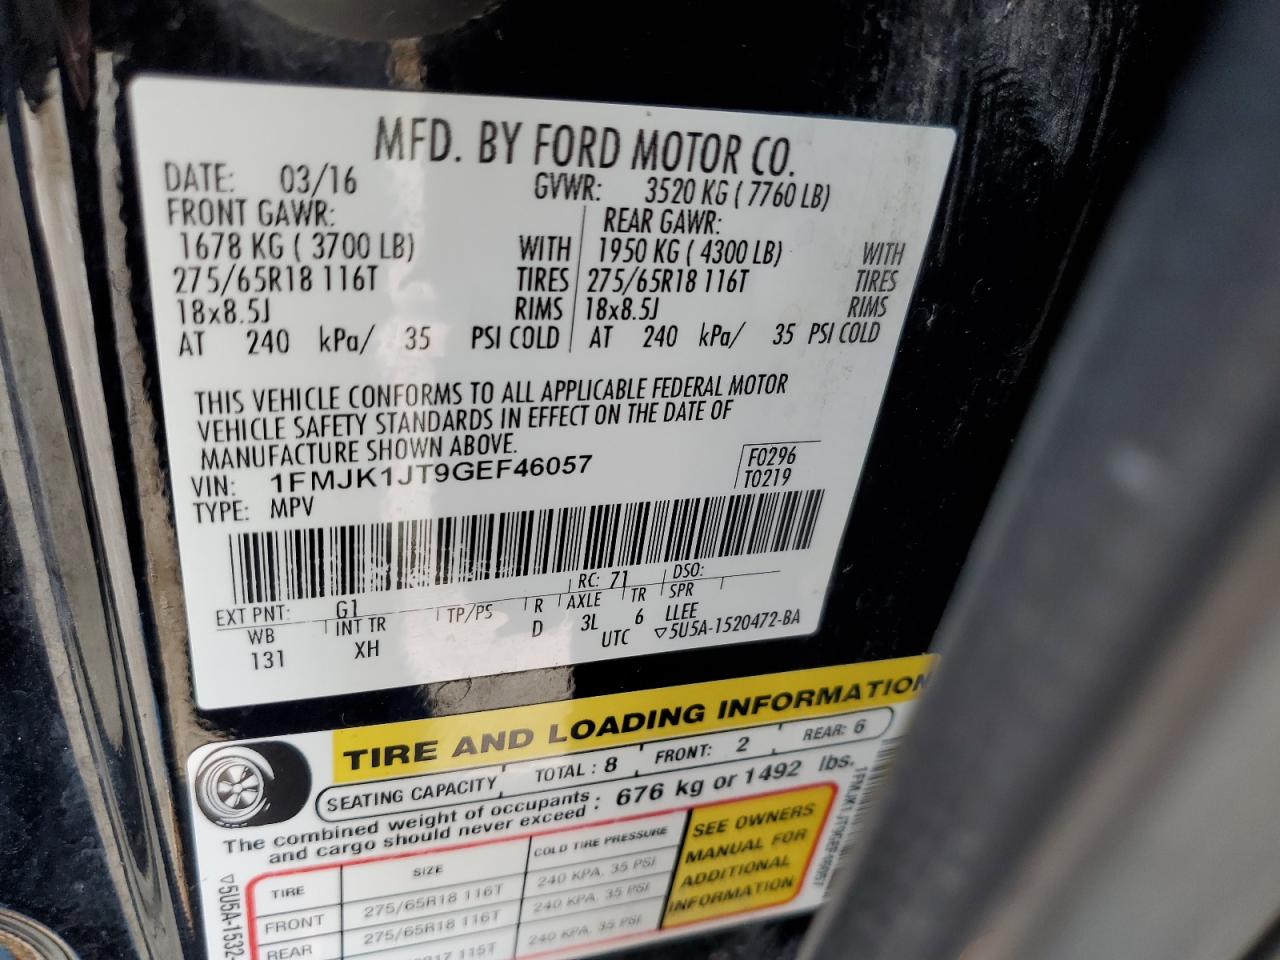 MFD. BY FORD MOTOR CO.
DATE: 03/16 GVWR: 3520 KG ( 7760 LB)
FRONT GAWR: REAR GAWR:
1678 KG ( 3700 LB) WITH 1950 KG ( 4300 LB) WITH
275/65R18 116T TIRES 275/65R18 116T TIRES
18x8.5J RIMS 18x8.5J RIMS
AT 240 kPa/ 35 PSI COLD AT 240 kPa/ 35 PSI COLD
THIS VEHICLE CONFORMS TO ALL APPLICABLE FEDERAL MOTOR
VEHICLE SAFETY STANDARDS IN EFFECT ON THE DATE OF
MANUFACTURE SHOWN ABOVE.
VIN: 1FMJK1JT9GEF46057 F0296
TYPE: MPV T0219
EXT PNT: G1 RC: 71 DSO:
WB INT TR TP/PS R AXLE TR SPR
131 XH D 3L 6 LLEE
UTC ▽5U5A-1520472-BA
TIRE AND LOADING INFORMATION
SEATING CAPACITY TOTAL : 8 FRONT: 2 REAR: 6
The combined weight of occupants and cargo should never exceed : 676 kg or 1492 lbs.
TIRE SIZE COLD TIRE PRESSURE
FRONT 275/65R18 116T 240 KPA, 35 PSI
REAR 275/65R18 116T 240 KPA, 35 PSI
115T 240 KPA, 35 PSI
SEE OWNERS
MANUAL FOR
ADDITIONAL
INFORMATION
▽5U5A-1532-
1FMJK1JT9GEF46057